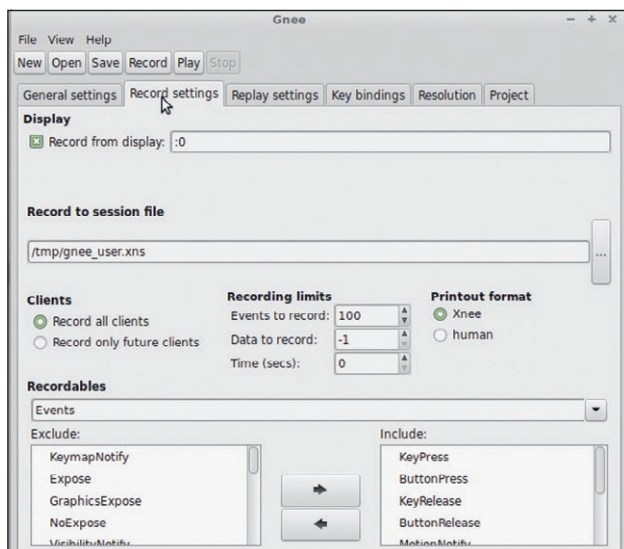 Gnee
File View Help
New Open Save Record Play Stop
General settings Record settings Replay settings Key bindings Resolution Project
Display
Record from display: :0
Record to session file
/tmp/gnee_user.xns
...
Clients
Record all clients
Record only future clients
Recording limits
Events to record: 100
Data to record: -1
Time (secs): 0
Printout format
Xnee
human
Recordables
Events
Exclude:
KeymapNotify
Expose
GraphicsExpose
NoExpose
VisibilityNotify
Include:
KeyPress
ButtonPress
KeyRelease
ButtonRelease
MotionNotify